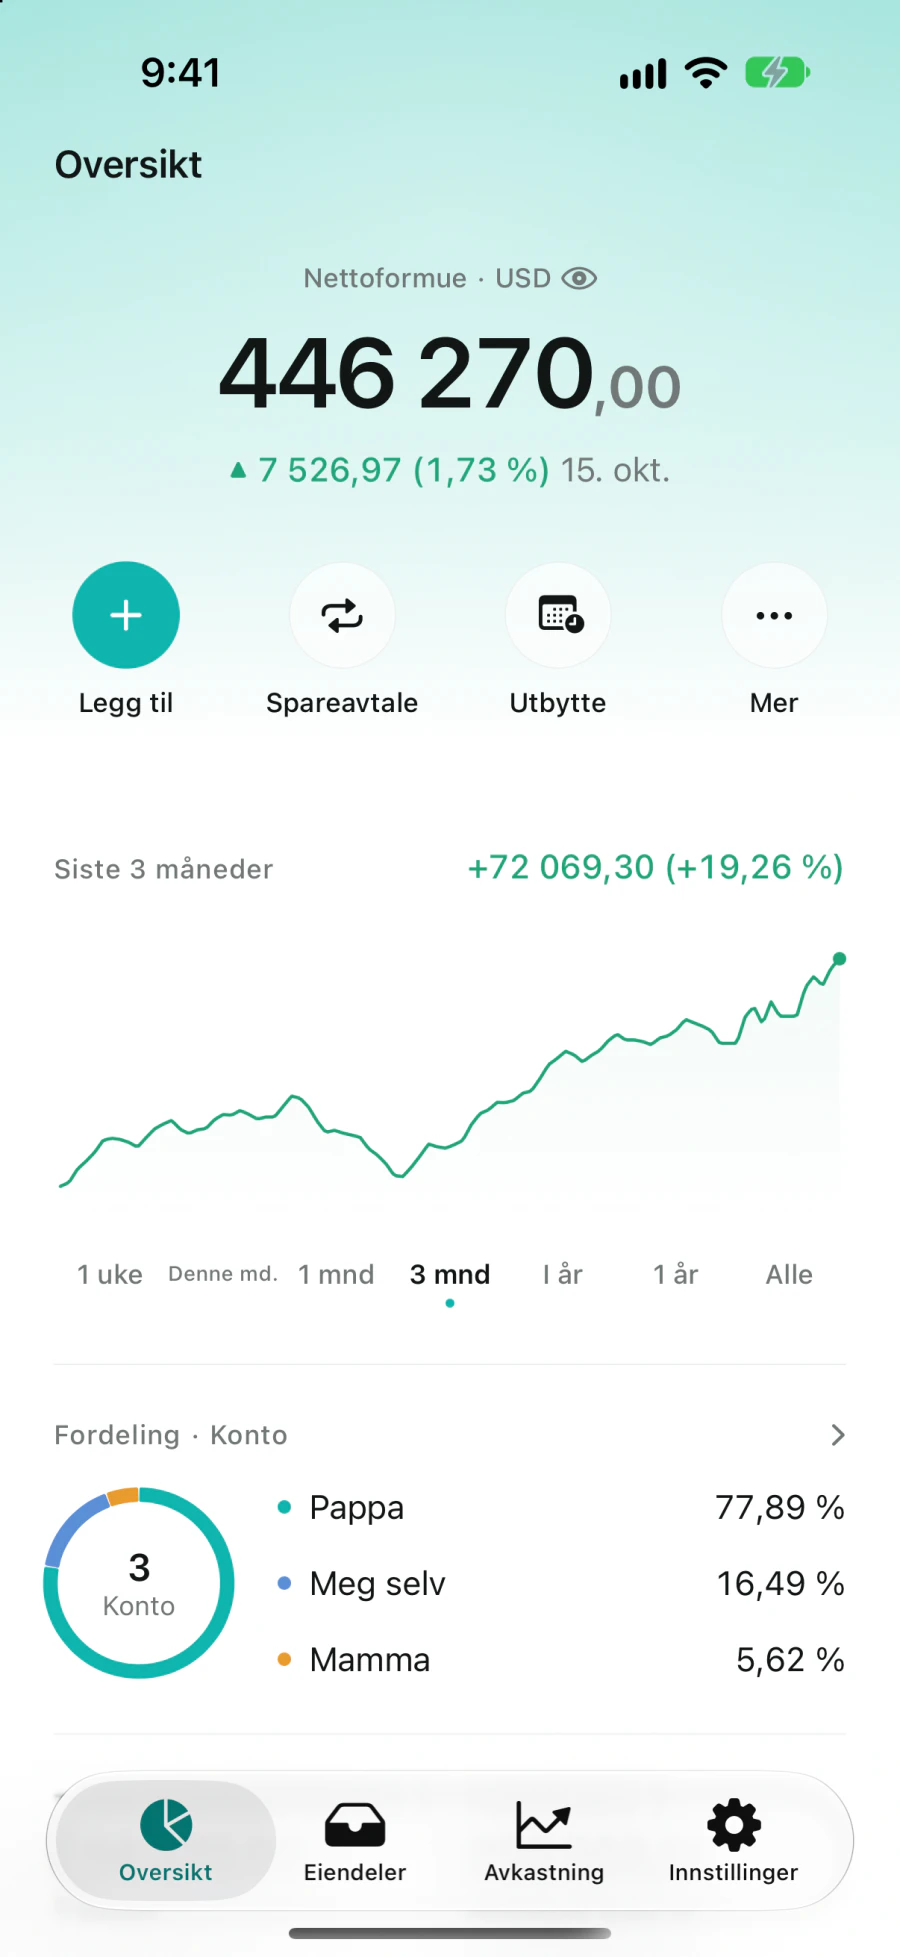 9:41
Oversikt
Nettoformue · USD
446 270,00
▲ 7 526,97 (1,73 %) 15. okt.
Legg til
Spareavtale
Utbytte
Mer
Siste 3 måneder
+72 069,30 (+19,26 %)
1 uke Denne md. 1 mnd 3 mnd I år 1 år Alle
Fordeling · Konto
3
Konto
Pappa 77,89 %
Meg selv 16,49 %
Mamma 5,62 %
Oversikt
Eiendeler
Avkastning
Innstillinger